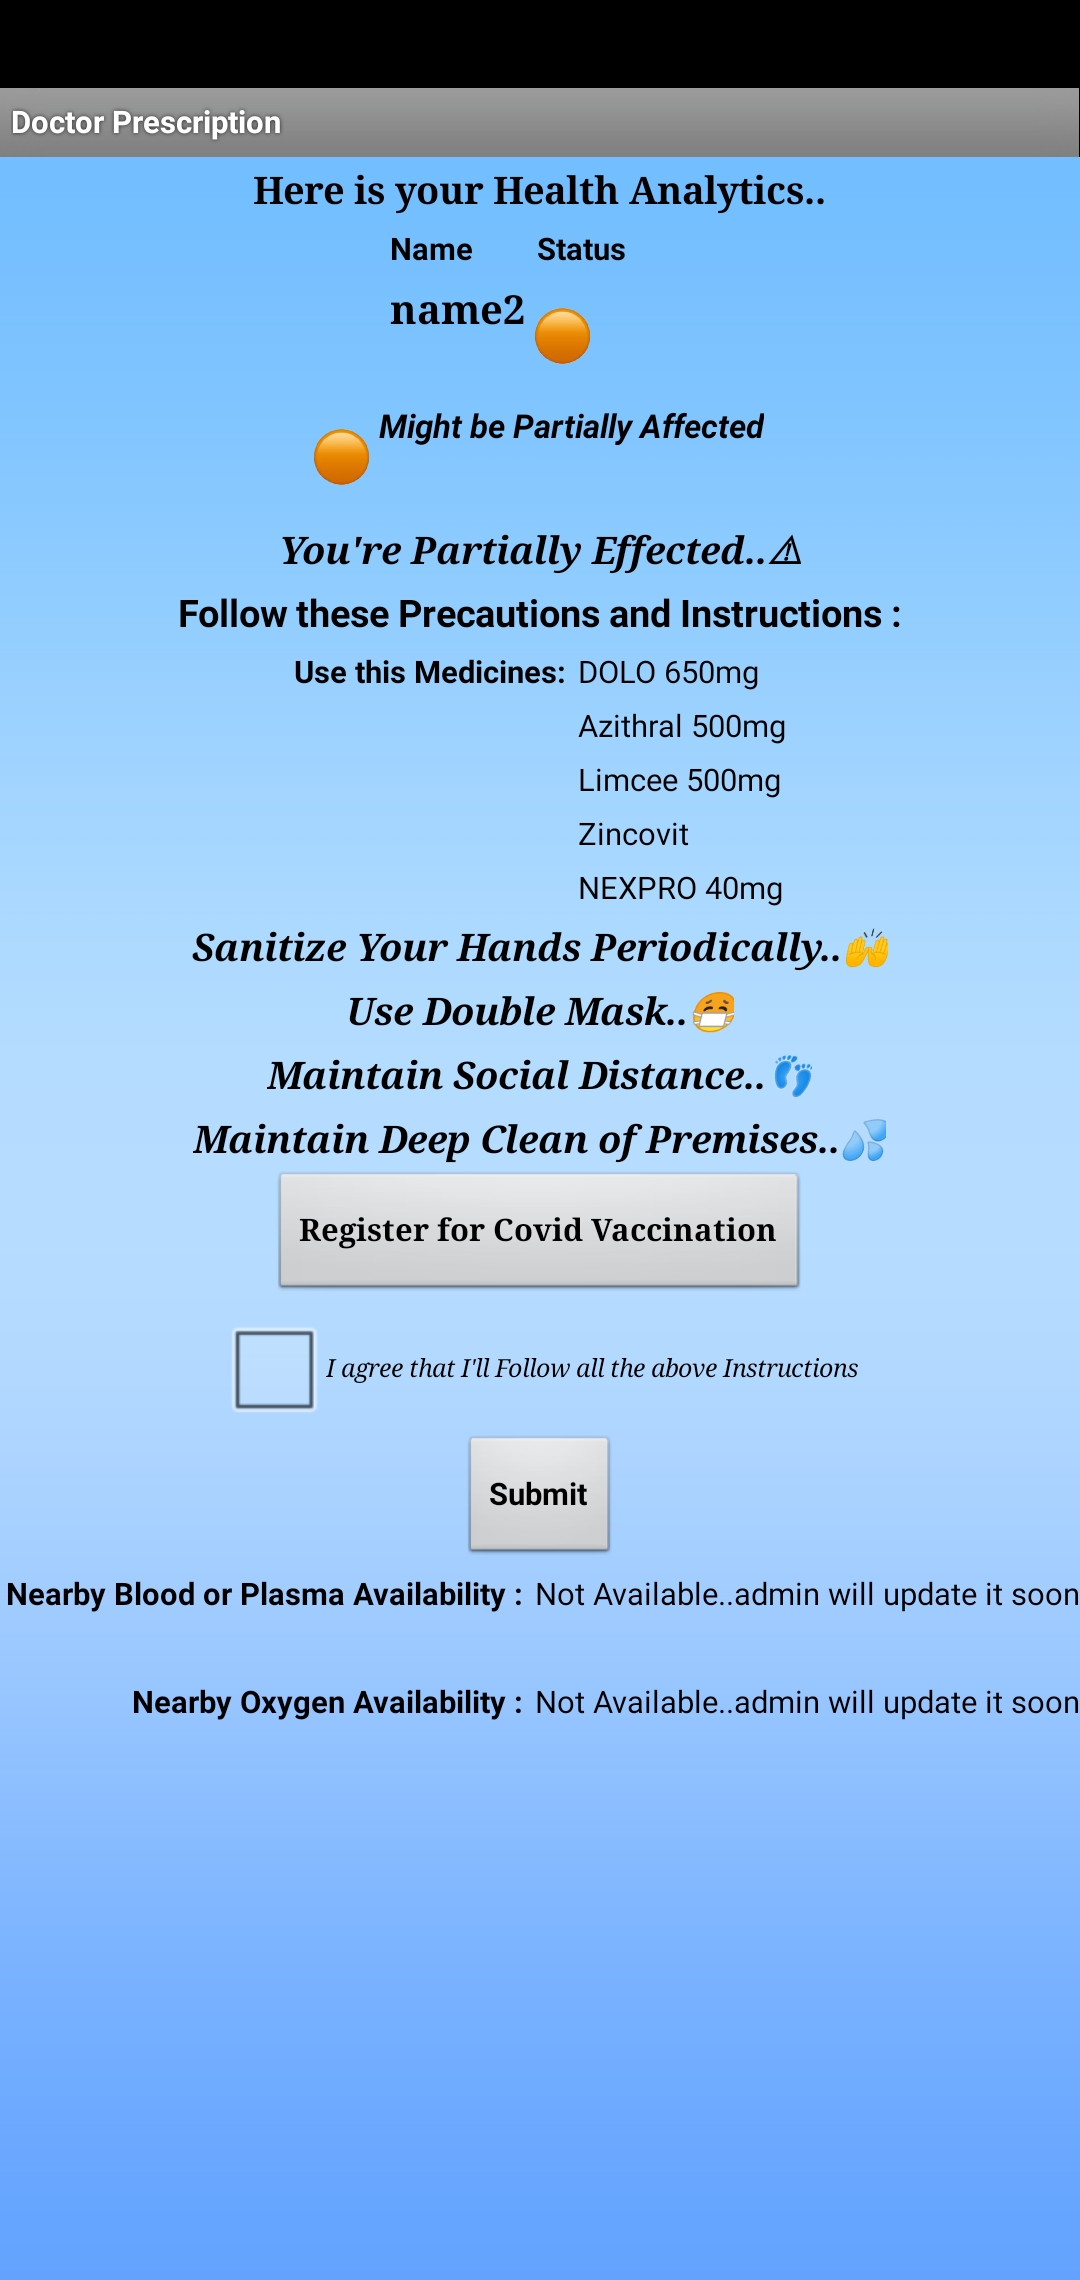 Doctor Prescription
Here is your Health Analytics..
Name Status
name2
Might be Partially Affected
You're Partially Effected..⚠
Follow these Precautions and Instructions :
Use this Medicines: DOLO 650mg
Azithral 500mg
Limcee 500mg
Zincovit
NEXPRO 40mg
Sanitize Your Hands Periodically..🙌
Use Double Mask..😷
Maintain Social Distance..👣
Maintain Deep Clean of Premises..💦
Register for Covid Vaccination
I agree that I'll Follow all the above Instructions
Submit
Nearby Blood or Plasma Availability : Not Available..admin will update it soon
Nearby Oxygen Availability : Not Available..admin will update it soon